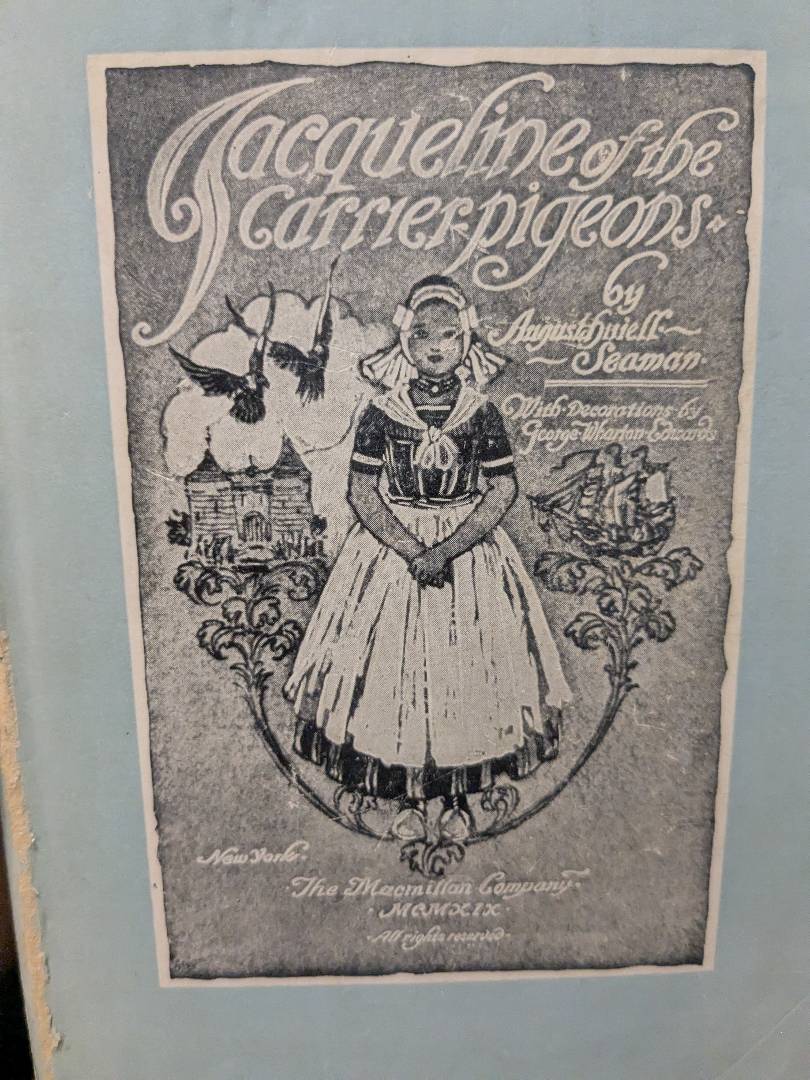 Jacqueline of the
Carrier-pigeons.
by
Augusta Huiell
Seaman.
With Decorations by
George Wharton Edwards
New York.
The Macmillan Company.
MCMXIX.
All rights reserved